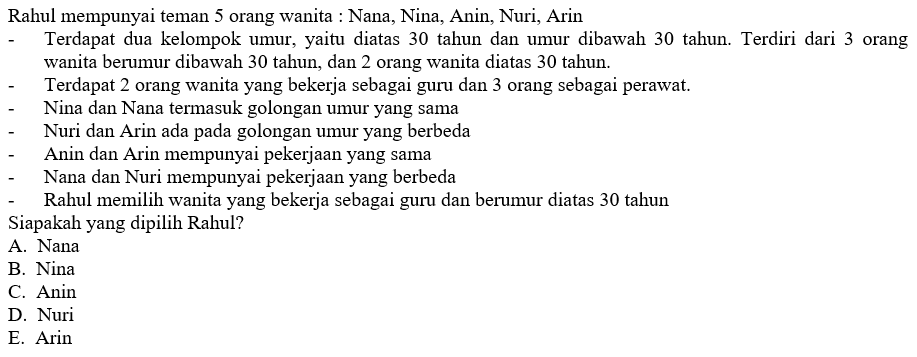 Rahul mempunyai teman 5 orang wanita : Nana, Nina, Anin, Nuri, Arin
- Terdapat dua kelompok umur, yaitu diatas 30 tahun dan umur dibawah 30 tahun. Terdiri dari 3 orang
wanita berumur dibawah 30 tahun, dan 2 orang wanita diatas 30 tahun.
- Terdapat 2 orang wanita yang bekerja sebagai guru dan 3 orang sebagai perawat.
- Nina dan Nana termasuk golongan umur yang sama
- Nuri dan Arin ada pada golongan umur yang berbeda
- Anin dan Arin mempunyai pekerjaan yang sama
- Nana dan Nuri mempunyai pekerjaan yang berbeda
- Rahul memilih wanita yang bekerja sebagai guru dan berumur diatas 30 tahun
Siapakah yang dipilih Rahul?
A. Nana
B. Nina
C. Anin
D. Nuri
E. Arin